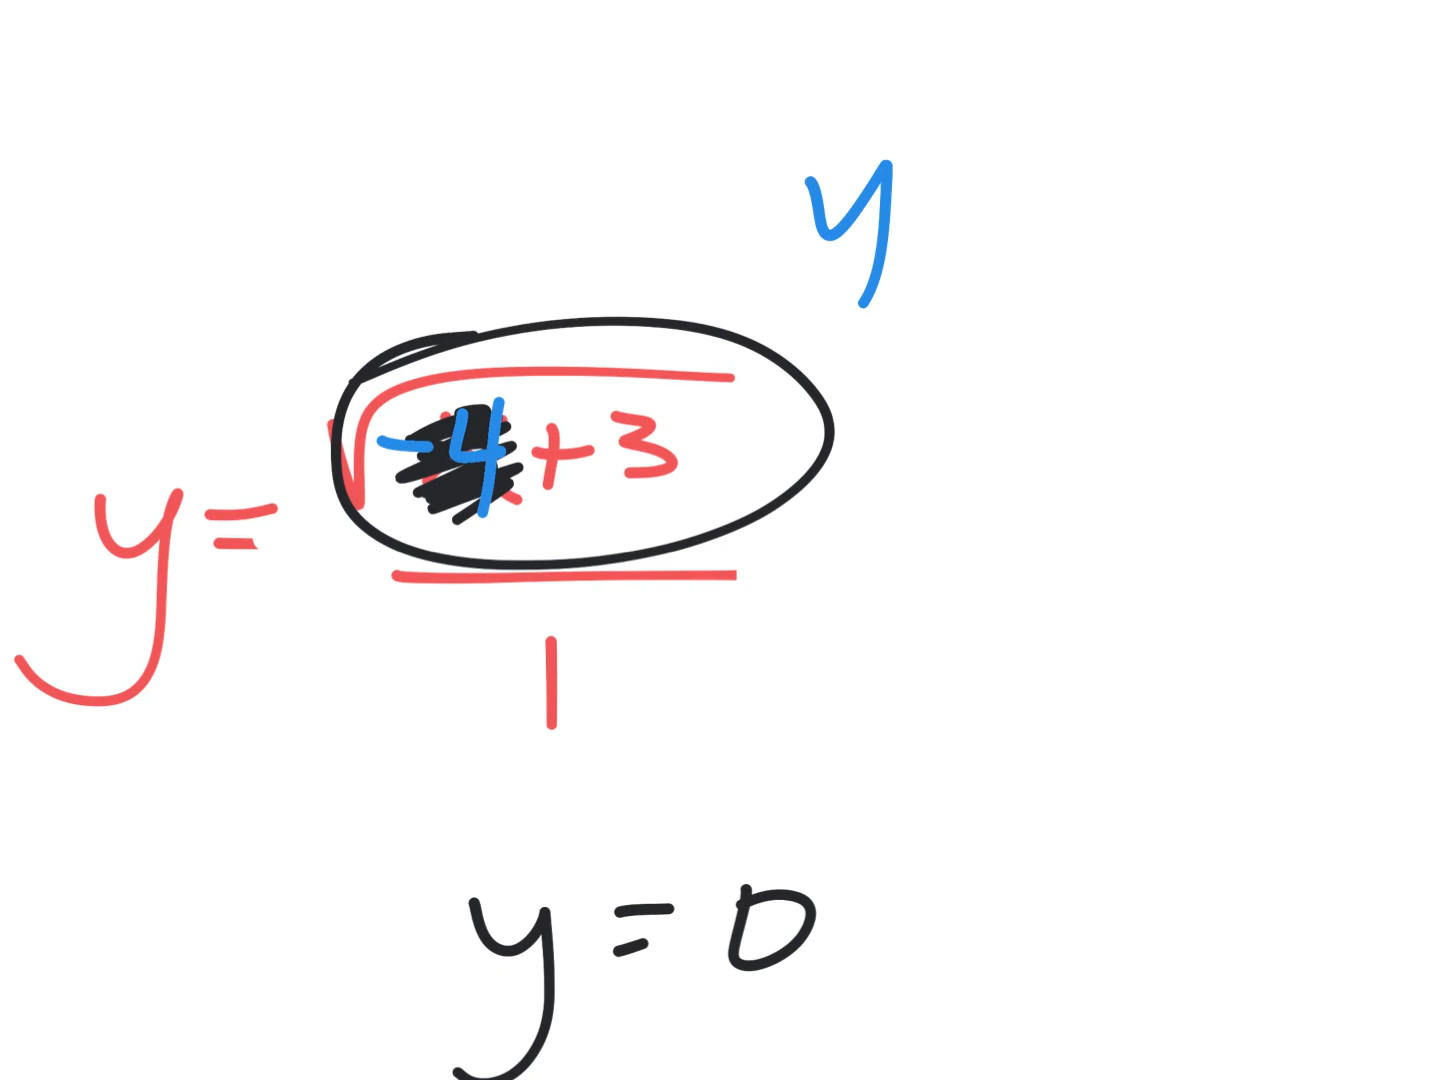 y
y = √-4+3
1
y = 0